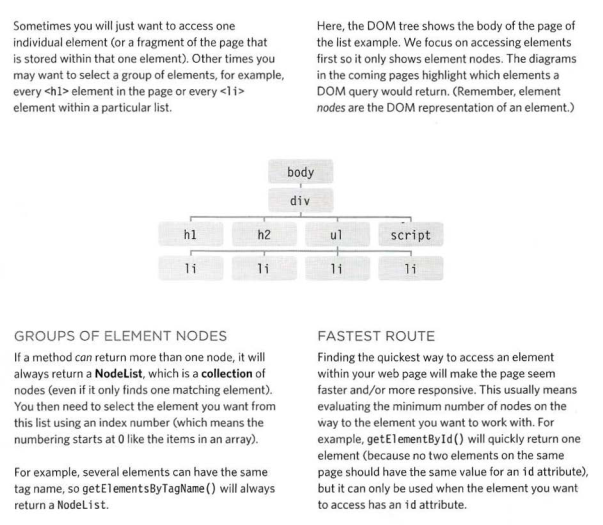 Sometimes you will just want to access one
individual element (or a fragment of the page that
is stored within that one element). Other times you
may want to select a group of elements, for example,
every <h1> element in the page or every <li>
element within a particular list.
Here, the DOM tree shows the body of the page of
the list example. We focus on accessing elements
first so it only shows element nodes. The diagrams
in the coming pages highlight which elements a
DOM query would return. (Remember, element
nodes are the DOM representation of an element.)
body
div
h1 h2 ul script
li li li li
GROUPS OF ELEMENT NODES
If a method can return more than one node, it will
always return a NodeList, which is a collection of
nodes (even if it only finds one matching element).
You then need to select the element you want from
this list using an index number (which means the
numbering starts at 0 like the items in an array).
For example, several elements can have the same
tag name, so getElementsByTagName() will always
return a NodeList.
FASTEST ROUTE
Finding the quickest way to access an element
within your web page will make the page seem
faster and/or more responsive. This usually means
evaluating the minimum number of nodes on the
way to the element you want to work with. For
example, getElementById() will quickly return one
element (because no two elements on the same
page should have the same value for an id attribute),
but it can only be used when the element you want
to access has an id attribute.